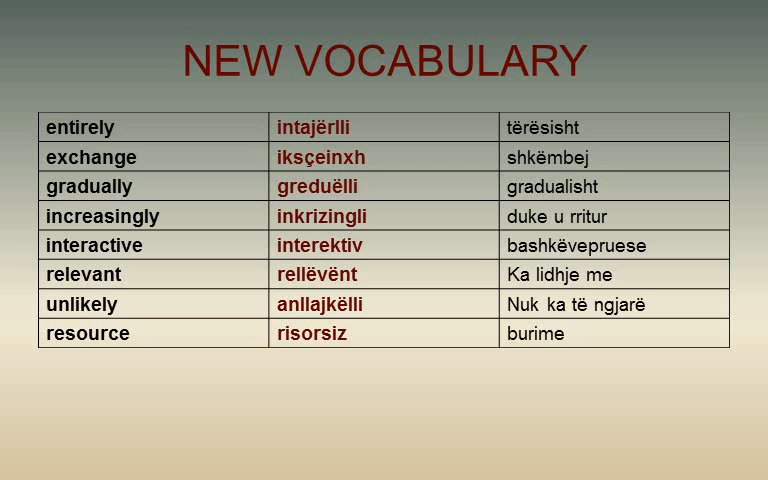 NEW VOCABULARY
entirely intajërlli tërësisht
exchange iksçeinxh shkëmbej
gradually greduëlli gradualisht
increasingly inkrizingli duke u rritur
interactive interektiv bashkëvepruese
relevant rellëvënt Ka lidhje me
unlikely anllajkëlli Nuk ka të ngjarë
resource risorsiz burime